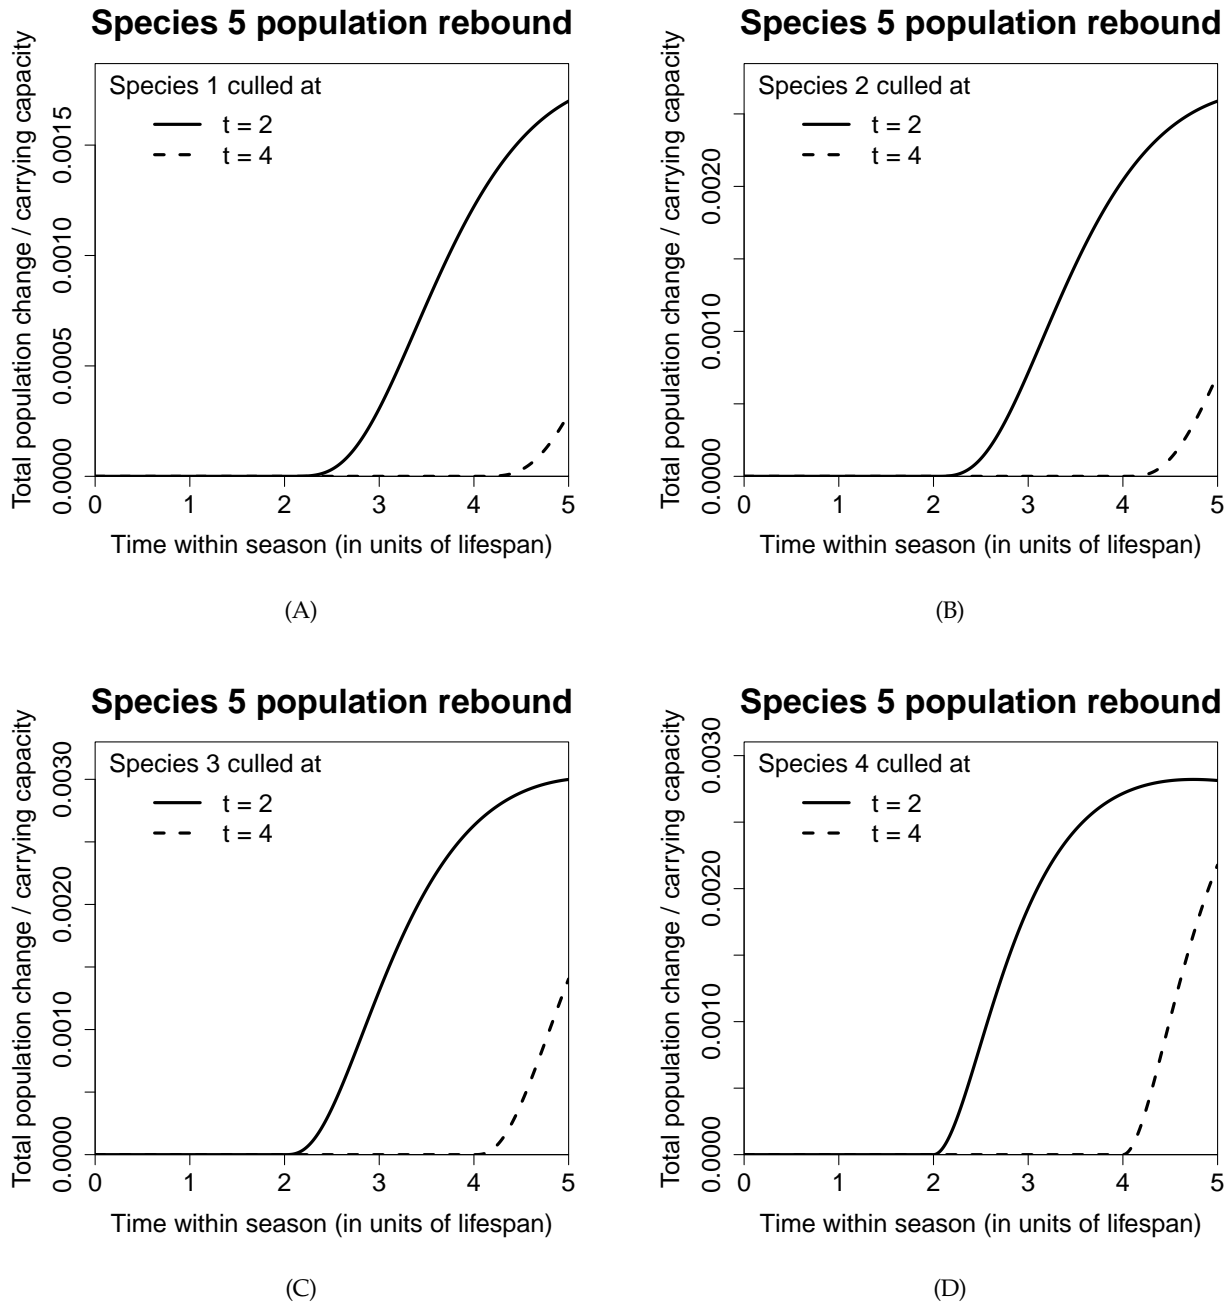 Species 5 population rebound
Total population change / carrying capacity
0.0000 0.0005 0.0010 0.0015
Species 1 culled at
t = 2
t = 4
0 1 2 3 4 5
Time within season (in units of lifespan)
(A)
Species 5 population rebound
Total population change / carrying capacity
0.0000 0.0010 0.0020
Species 2 culled at
t = 2
t = 4
0 1 2 3 4 5
Time within season (in units of lifespan)
(B)
Species 5 population rebound
Total population change / carrying capacity
0.0000 0.0010 0.0020 0.0030
Species 3 culled at
t = 2
t = 4
0 1 2 3 4 5
Time within season (in units of lifespan)
(C)
Species 5 population rebound
Total population change / carrying capacity
0.0000 0.0010 0.0020 0.0030
Species 4 culled at
t = 2
t = 4
0 1 2 3 4 5
Time within season (in units of lifespan)
(D)